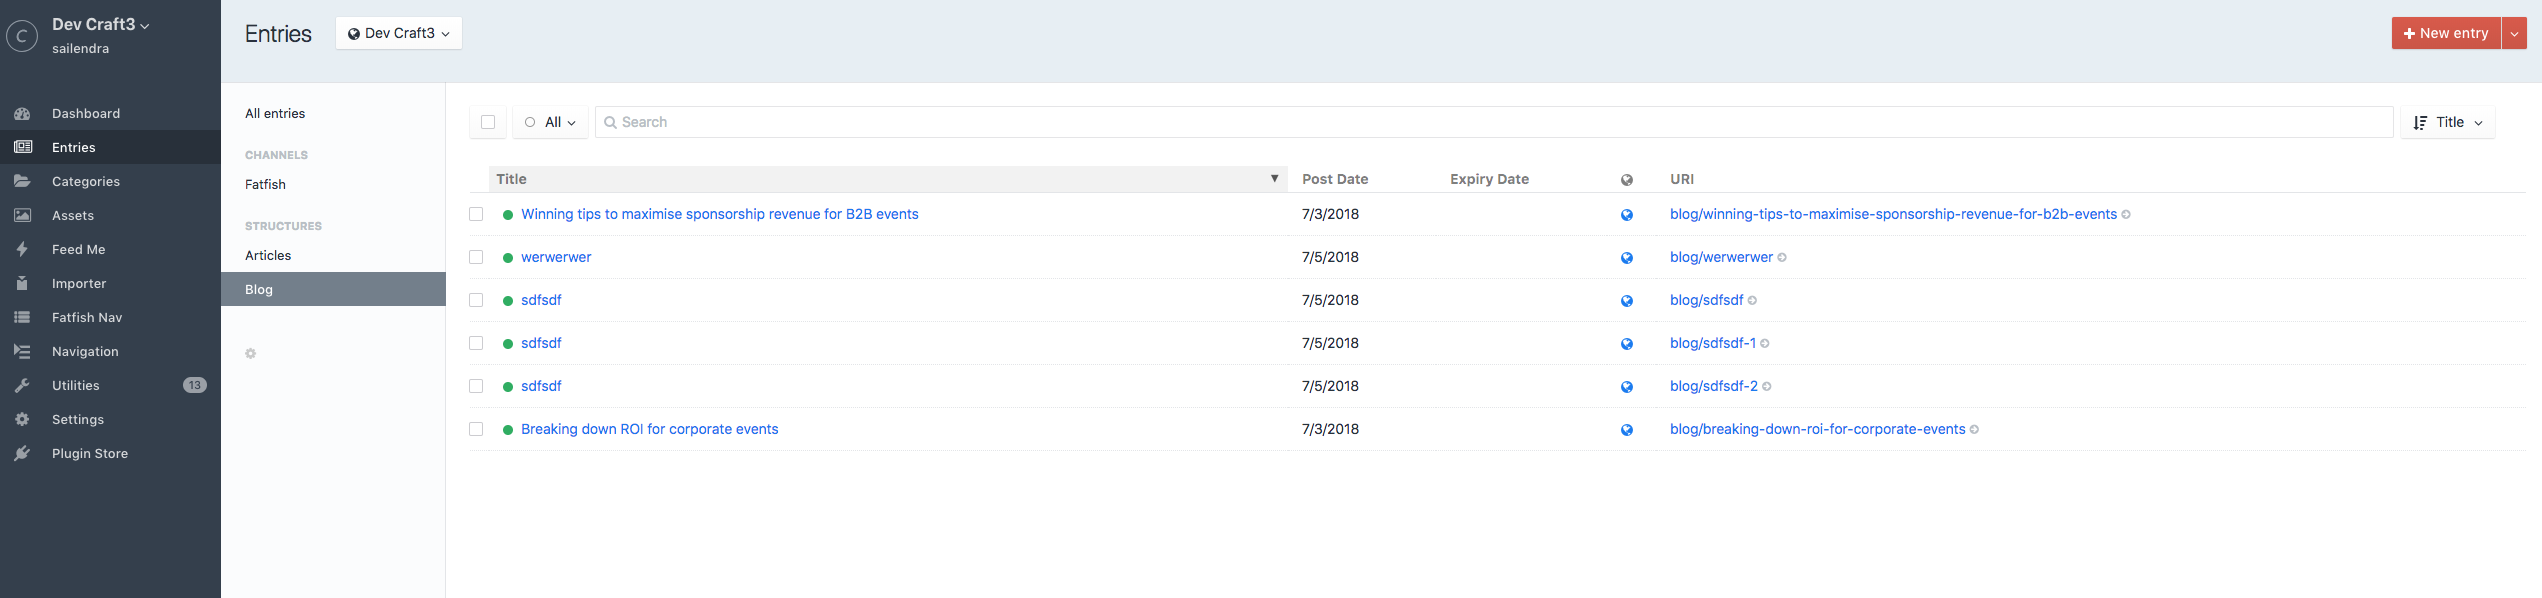 C
Dev Craft3
sailendra
Dashboard
Entries
Categories
Assets
Feed Me
Importer
Fatfish Nav
Navigation
Utilities 13
Settings
Plugin Store
Entries Dev Craft3 New entry
All entries
CHANNELS
Fatfish
STRUCTURES
Articles
Blog
All Search Title
Title Post Date Expiry Date URI
Winning tips to maximise sponsorship revenue for B2B events 7/3/2018 blog/winning-tips-to-maximise-sponsorship-revenue-for-b2b-events
werwerwer 7/5/2018 blog/werwerwer
sdfsdf 7/5/2018 blog/sdfsdf
sdfsdf 7/5/2018 blog/sdfsdf-1
sdfsdf 7/5/2018 blog/sdfsdf-2
Breaking down ROI for corporate events 7/3/2018 blog/breaking-down-roi-for-corporate-events